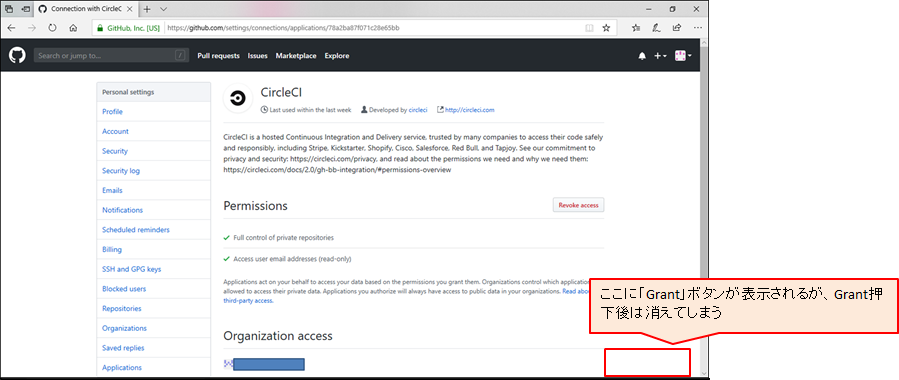 Connection with CircleC
GitHub, Inc. [US]
https://github.com/settings/connections/applications/78a2ba87f071c28e65bb
Search or jump to...
/
Pull requests Issues Marketplace Explore
Personal settings
Profile
Account
Security
Security log
Emails
Notifications
Scheduled reminders
Billing
SSH and GPG keys
Blocked users
Repositories
Organizations
Saved replies
Applications
CircleCI
Last used within the last week
Developed by circleci
http://circleci.com
CircleCI is a hosted Continuous Integration and Delivery service, trusted by many companies to access their code safely
and responsibly, including Stripe, Kickstarter, Shopify, Cisco, Salesforce, Red Bull, and Tapjoy. See our commitment to
privacy and security: https://circleci.com/privacy, and read about the permissions we need and why we need them:
https://circleci.com/docs/2.0/gh-bb-integration/#permissions-overview
Permissions
Revoke access
Full control of private repositories
Access user email addresses (read-only)
Applications act on your behalf to access your data based on the permissions you grant them. Organizations control which application
allowed to access their private data. Applications you authorize will always have access to public data in your organizations. Read abou
third-party access.
Organization access
ここに「Grant」ボタンが表示されるが、Grant押
下後は消えてしまう